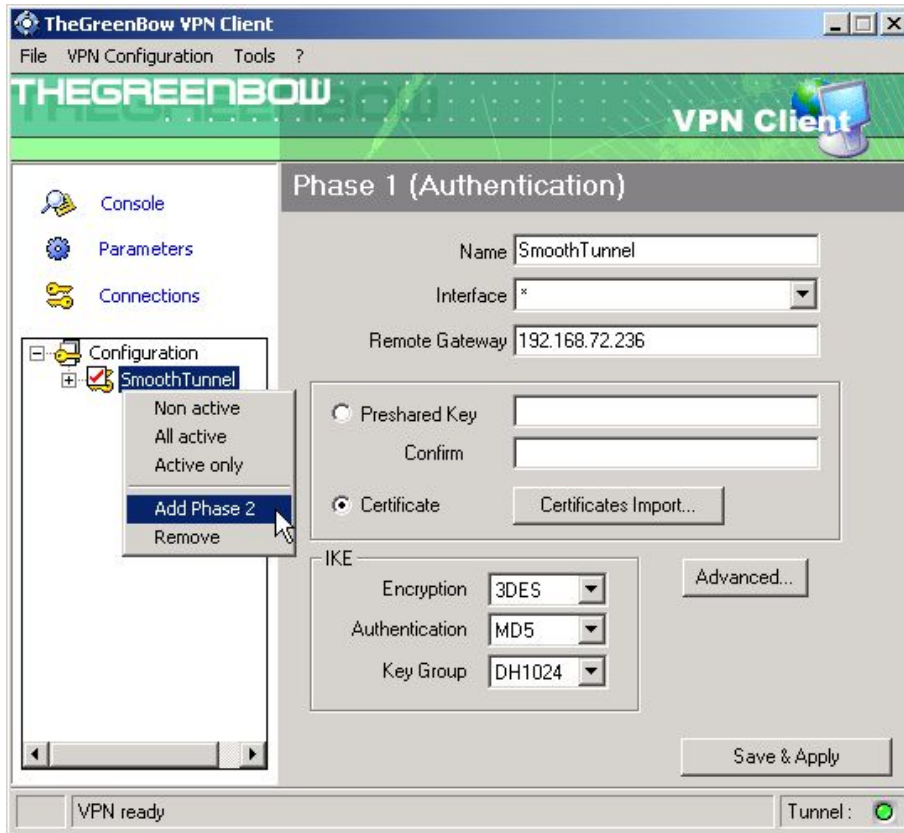 TheGreenBow VPN Client
File VPN Configuration Tools ?
THEGREENBOW
VPN Client
Console
Parameters
Connections
Configuration
SmoothTunnel
Non active
All active
Active only
Add Phase 2
Remove
Phase 1 (Authentication)
Name SmoothTunnel
Interface *
Remote Gateway 192.168.72.236
Preshared Key
Confirm
Certificate Certificates Import...
IKE
Encryption 3DES
Authentication MD5
Key Group DH1024
Advanced...
Save & Apply
VPN ready
Tunnel :